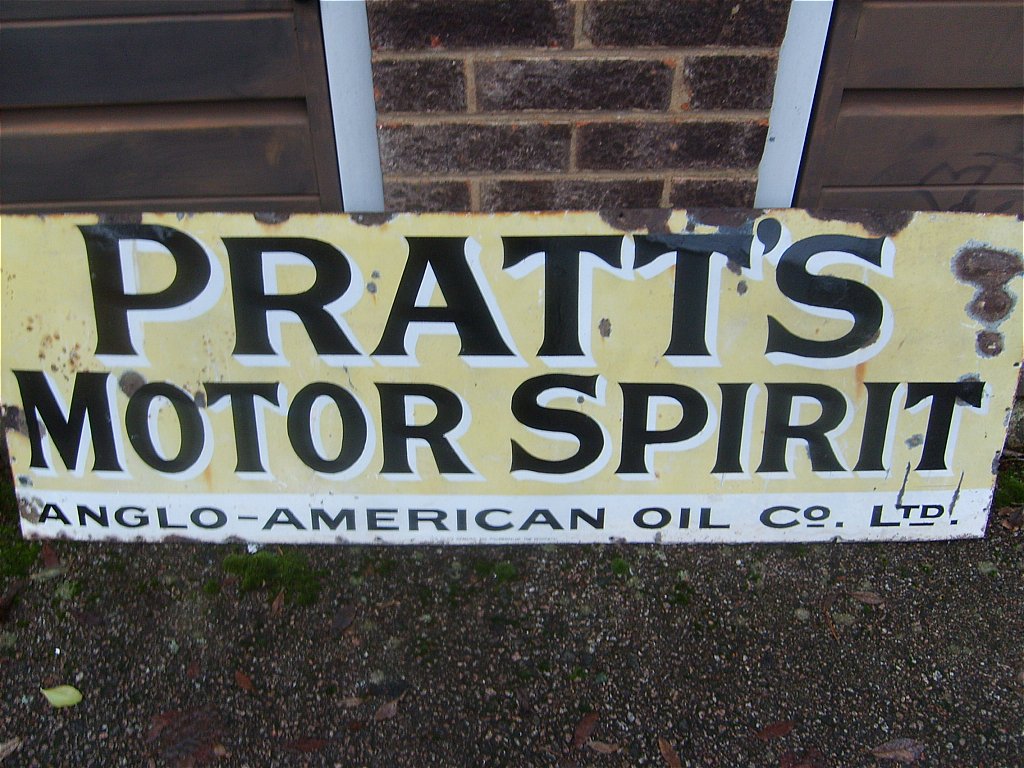 PRATT'S
MOTOR SPIRIT
ANGLO-AMERICAN OIL Co. LTD.